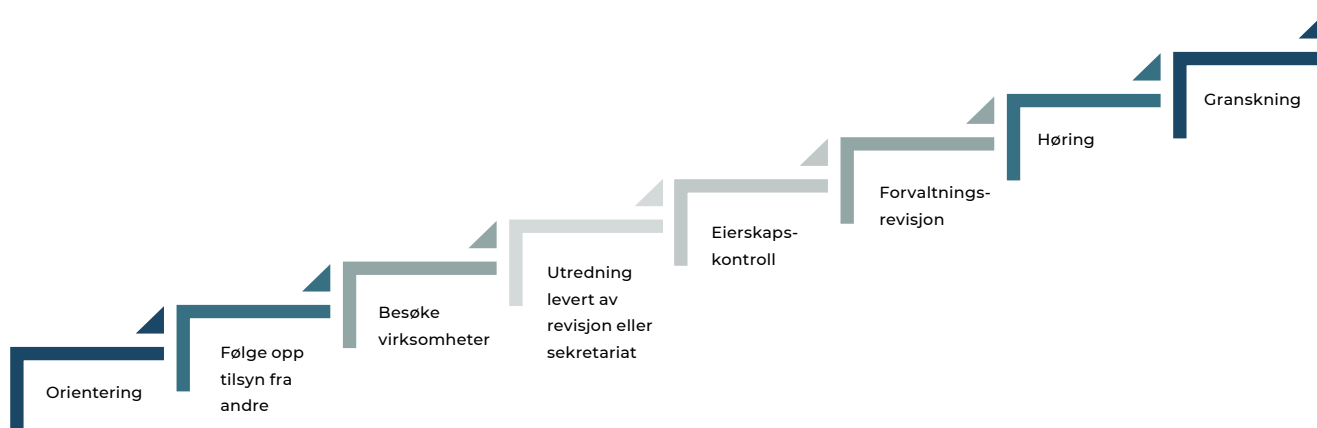 Orientering
Følge opp
tilsyn fra
andre
Besøke
virksomheter
Utredning
levert av
revisjon eller
sekretariat
Eierskaps-
kontroll
Forvaltnings-
revisjon
Høring
Granskning